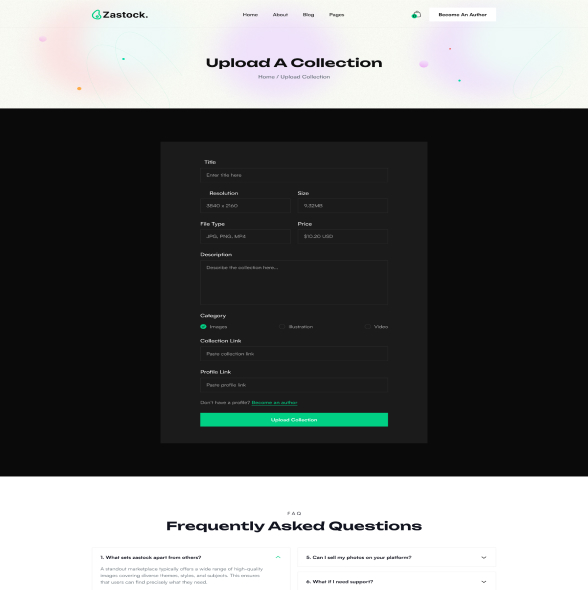 Zastock.
Home About Blog Pages
Become An Author
Upload A Collection
Home / Upload Collection
Title
Enter title here
Resolution Size
3840 x 2160 9.32MB
File Type Price
JPG, PNG, MP4 $10.20 USD
Description
Describe the collection here...
Category
Images Illustration Video
Collection Link
Paste collection link
Profile Link
Paste profile link
Don't have a profile? Become an author
Upload Collection
FAQ
Frequently Asked Questions
1. What sets zastock apart from others?
A standout marketplace typically offers a wide range of high-quality
images covering diverse themes, styles, and subjects. This ensures
that users can find precisely what they need.
5. Can I sell my photos on your platform?
6. What if I need support?